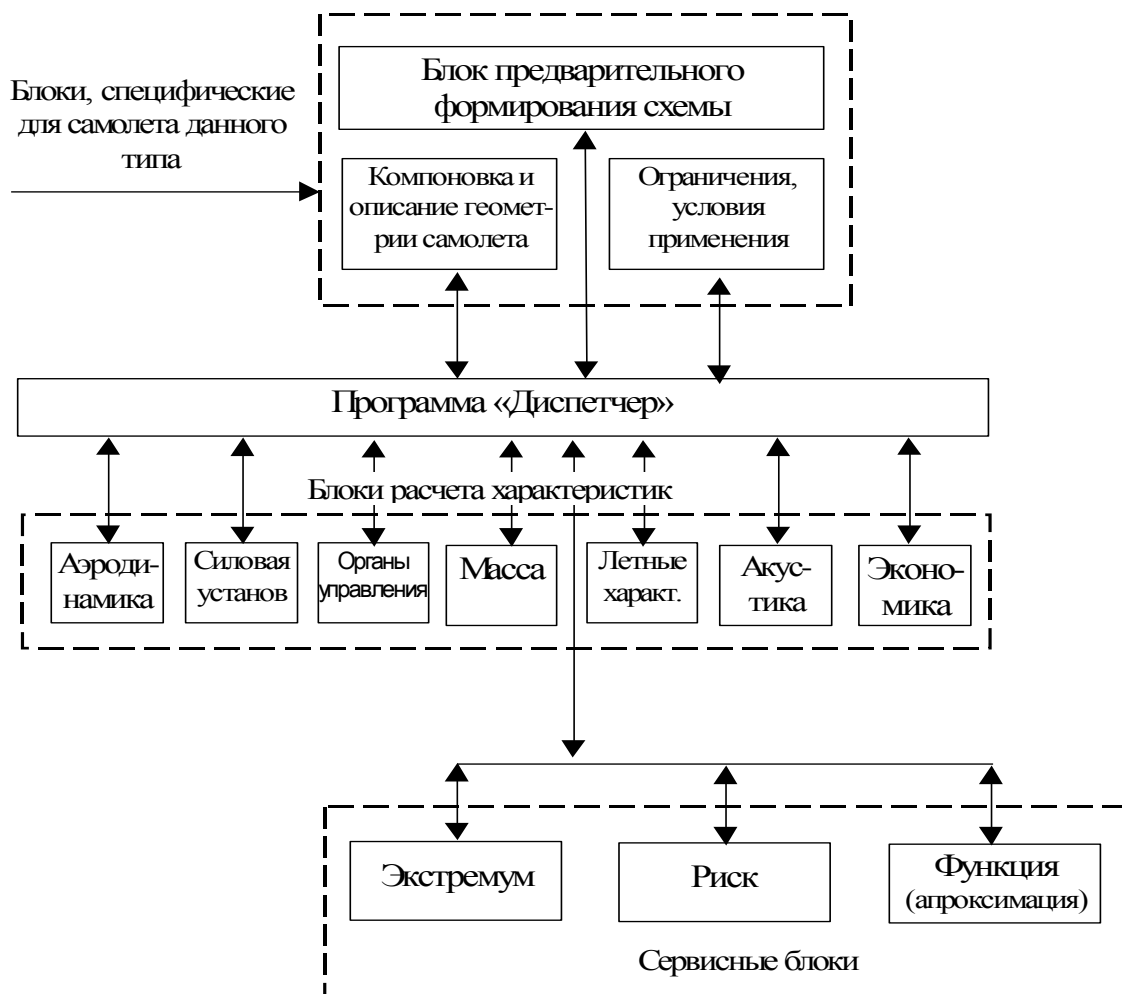 Блок предварительного
формирования схемы
Блоки, специфические
для самолета данного
типа
Компоновка и
описание геомет-
рии самолета
Ограничения,
условия
применения
Программа «Диспетчер»
Блоки расчета характеристик
Аэроди-
намика
Силовая
установ
Органы
управления
Масса
Летные
характ.
Акус-
тика
Эконо-
мика
Экстремум
Риск
Функция
(апроксимация)
Сервисные блоки